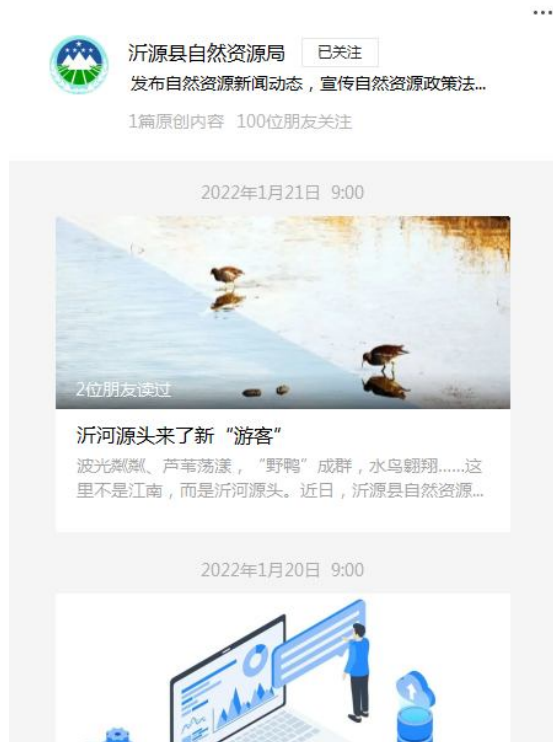 沂源县自然资源局 已关注
发布自然资源新闻动态，宣传自然资源政策法...
1篇原创内容 100位朋友关注
2022年1月21日 9:00
2位朋友读过
沂河源头来了新“游客”
波光粼粼、芦苇荡漾，“野鸭”成群，水鸟翱翔......这
里不是江南，而是沂河源头。近日，沂源县自然资源...
2022年1月20日 9:00